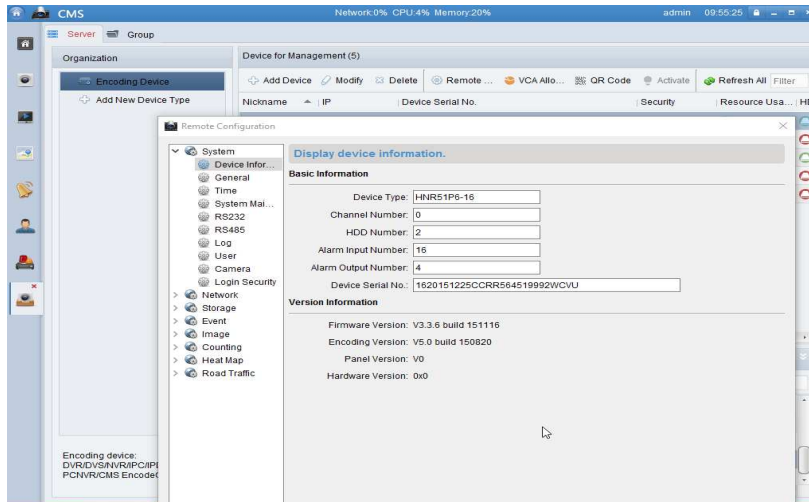 CMS
Network:0% CPU:4% Memory:20%
admin 09:55:25
Server Group
Organization
Device for Management (5)
Encoding Device
Add New Device Type
Add Device Modify Delete Remote ... VCA Allo... QR Code Activate Refresh All Filter
Nickname IP Device Serial No. Security Resource Usa...
Remote Configuration
System
Device Infor...
General
Time
System Mai...
RS232
RS485
Log
User
Camera
Login Security
Network
Storage
Event
Image
Counting
Heat Map
Road Traffic
Display device information.
Basic Information
Device Type: HNR51P6-16
Channel Number: 0
HDD Number: 2
Alarm Input Number: 16
Alarm Output Number: 4
Device Serial No.: 1620151225CCRR564519992WCVU
Version Information
Firmware Version: V3.3.6 build 151116
Encoding Version: V5.0 build 150820
Panel Version: V0
Hardware Version: 0x0
Encoding device:
DVR/DVS/NVR/IPC/
PCNVR/CMS